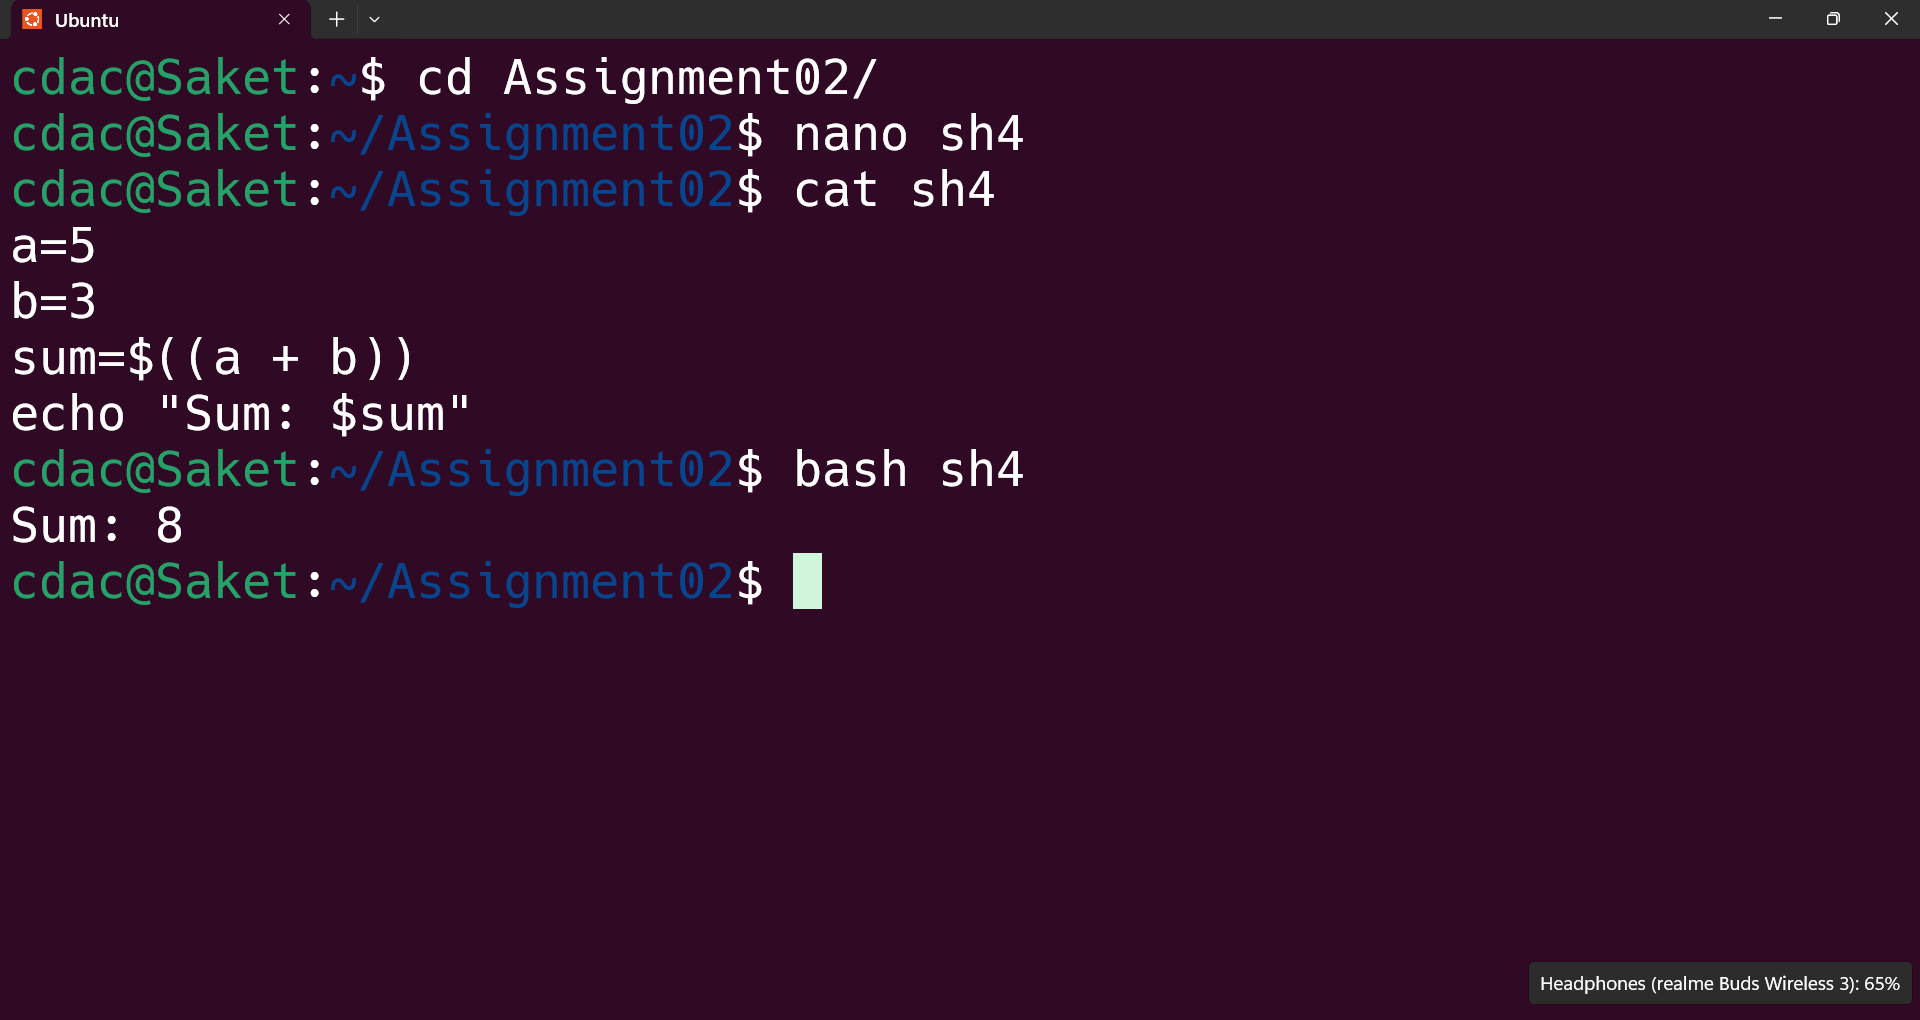 Ubuntu
cdac@Saket:~$ cd Assignment02/
cdac@Saket:~/Assignment02$ nano sh4
cdac@Saket:~/Assignment02$ cat sh4
a=5
b=3
sum=$((a + b))
echo "Sum: $sum"
cdac@Saket:~/Assignment02$ bash sh4
Sum: 8
cdac@Saket:~/Assignment02$
Headphones (realme Buds Wireless 3): 65%